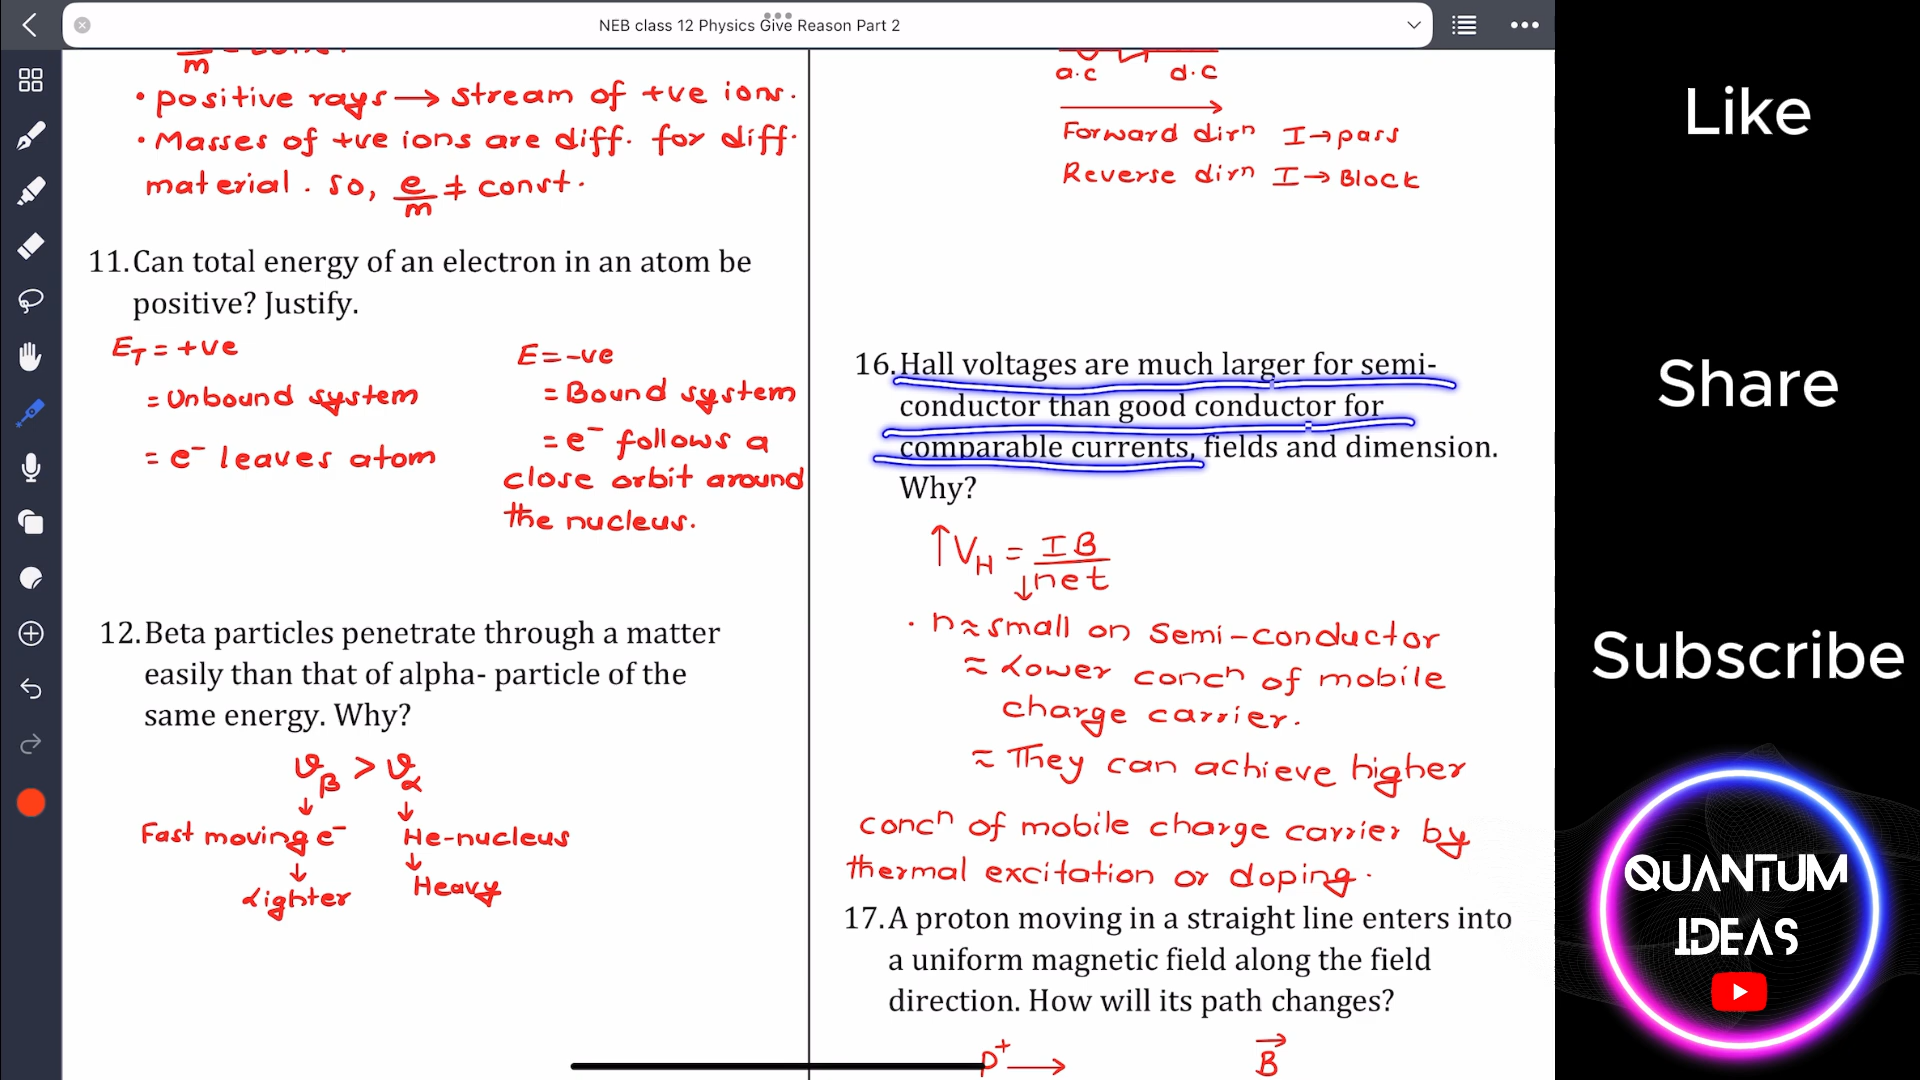 NEB class 12 Physics Give Reason Part 2
m
• positive rays → stream of +ve ions.
• Masses of +ve ions are diff. for diff.
material. so, e/m ≠ const.
11. Can total energy of an electron in an atom be
positive? Justify.
E_T = +ve
= Unbound system
= e⁻ leaves atom
E = -ve
= Bound system
= e⁻ follows a
close orbit around
the nucleus.
12. Beta particles penetrate through a matter
easily than that of alpha- particle of the
same energy. Why?
ϑ_β > ϑ_α
↓ ↓
Fast moving e⁻ He-nucleus
↓ ↓
Lighter Heavy
a.c d.c
Forward dirⁿ I → pass
Reverse dirⁿ I → Block
16. Hall voltages are much larger for semi-
conductor than good conductor for
comparable currents, fields and dimension.
Why?
↑V_H = IB/↓net
• n ≈ small on semi-conductor
≈ Lower concⁿ of mobile
charge carrier.
≈ They can achieve higher
concⁿ of mobile charge carrier by
thermal excitation or doping.
17. A proton moving in a straight line enters into
a uniform magnetic field along the field
direction. How will its path changes?
p⁺ → B⃗
Like
Share
Subscribe
QUANTUM
IDEAS